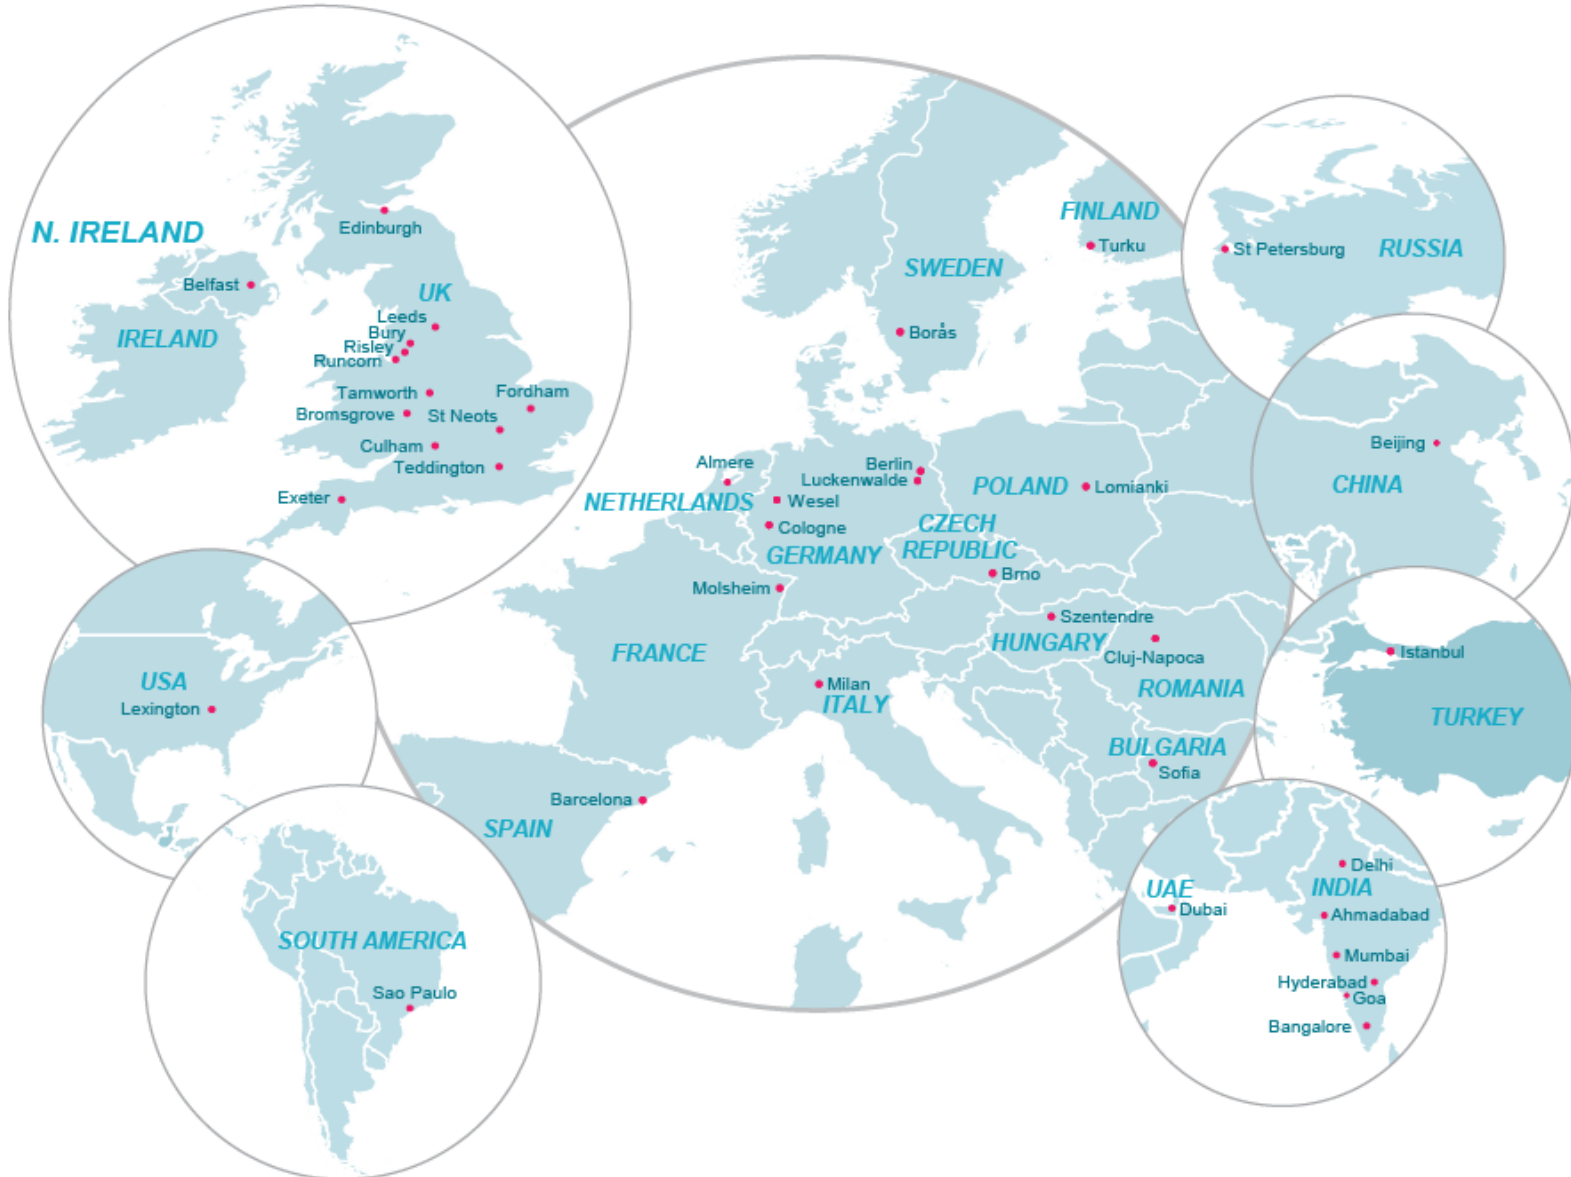 N. IRELAND
Edinburgh
Belfast
UK
IRELAND
Leeds
Bury
Risley
Runcorn
Tamworth
Fordham
Bromsgrove
St Neots
Culham
Teddington
Exeter
FINLAND
Turku
SWEDEN
Borås
St Petersburg
RUSSIA
Beijing
CHINA
Almere
NETHERLANDS
Berlin
Luckenwalde
Wesel
Cologne
GERMANY
POLAND
Lomianki
CZECH
REPUBLIC
Brno
Molsheim
FRANCE
Szentendre
HUNGARY
Cluj-Napoca
ROMANIA
Istanbul
TURKEY
Milan
ITALY
BULGARIA
Sofia
USA
Lexington
Barcelona
SPAIN
SOUTH AMERICA
Sao Paulo
UAE
Dubai
Delhi
INDIA
Ahmadabad
Mumbai
Hyderabad
Goa
Bangalore